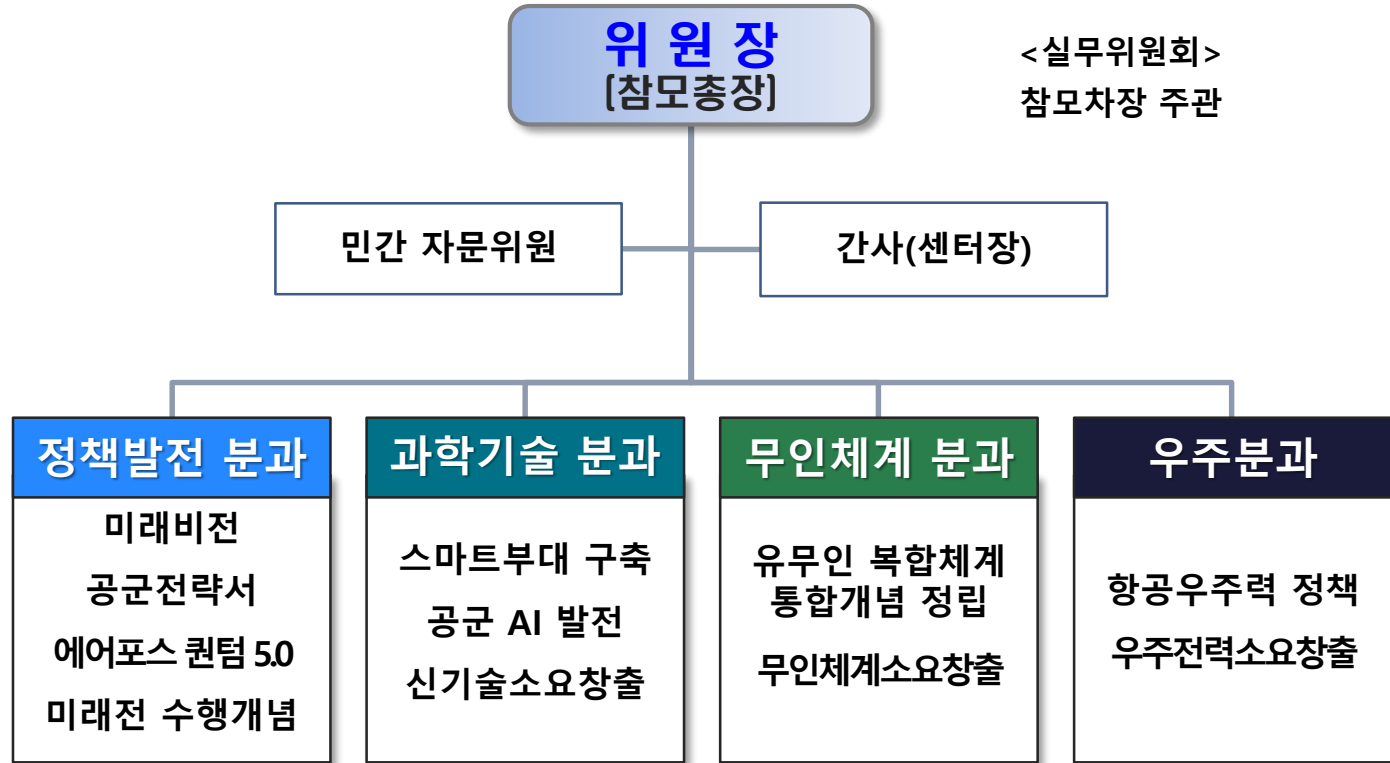 위 원 장
(참모총장)
<실무위원회>
참모차장 주관
민간 자문위원
간사(센터장)
정책발전 분과
미래비전
공군전략서
에어포스 퀀텀 5.0
미래전 수행개념
과학기술 분과
스마트부대 구축
공군 AI 발전
신기술소요창출
무인체계 분과
유무인 복합체계
통합개념 정립
무인체계소요창출
우주분과
항공우주력 정책
우주전력소요창출